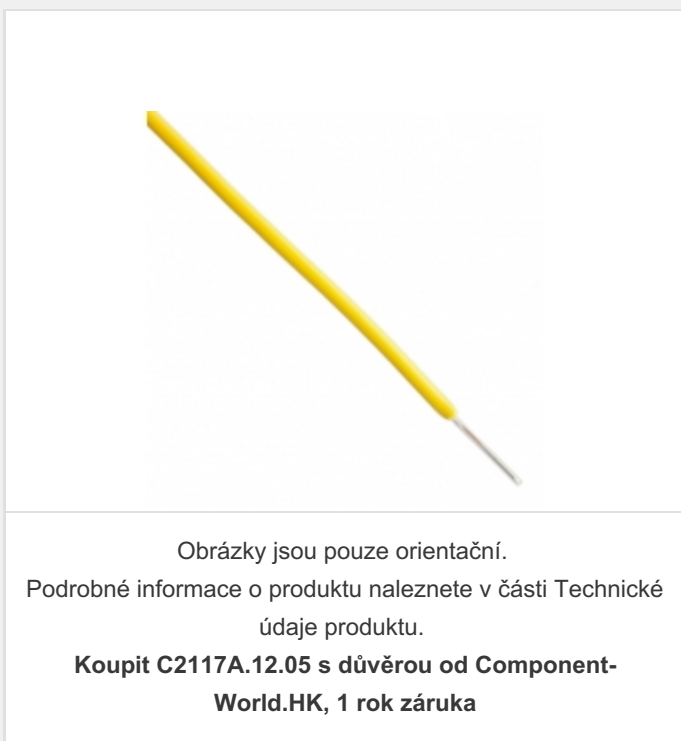 Obrázky jsou pouze orientační.
Podrobné informace o produktu naleznete v části Technické
údaje produktu.
Koupit C2117A.12.05 s důvěrou od Component-
World.HK, 1 rok záruka